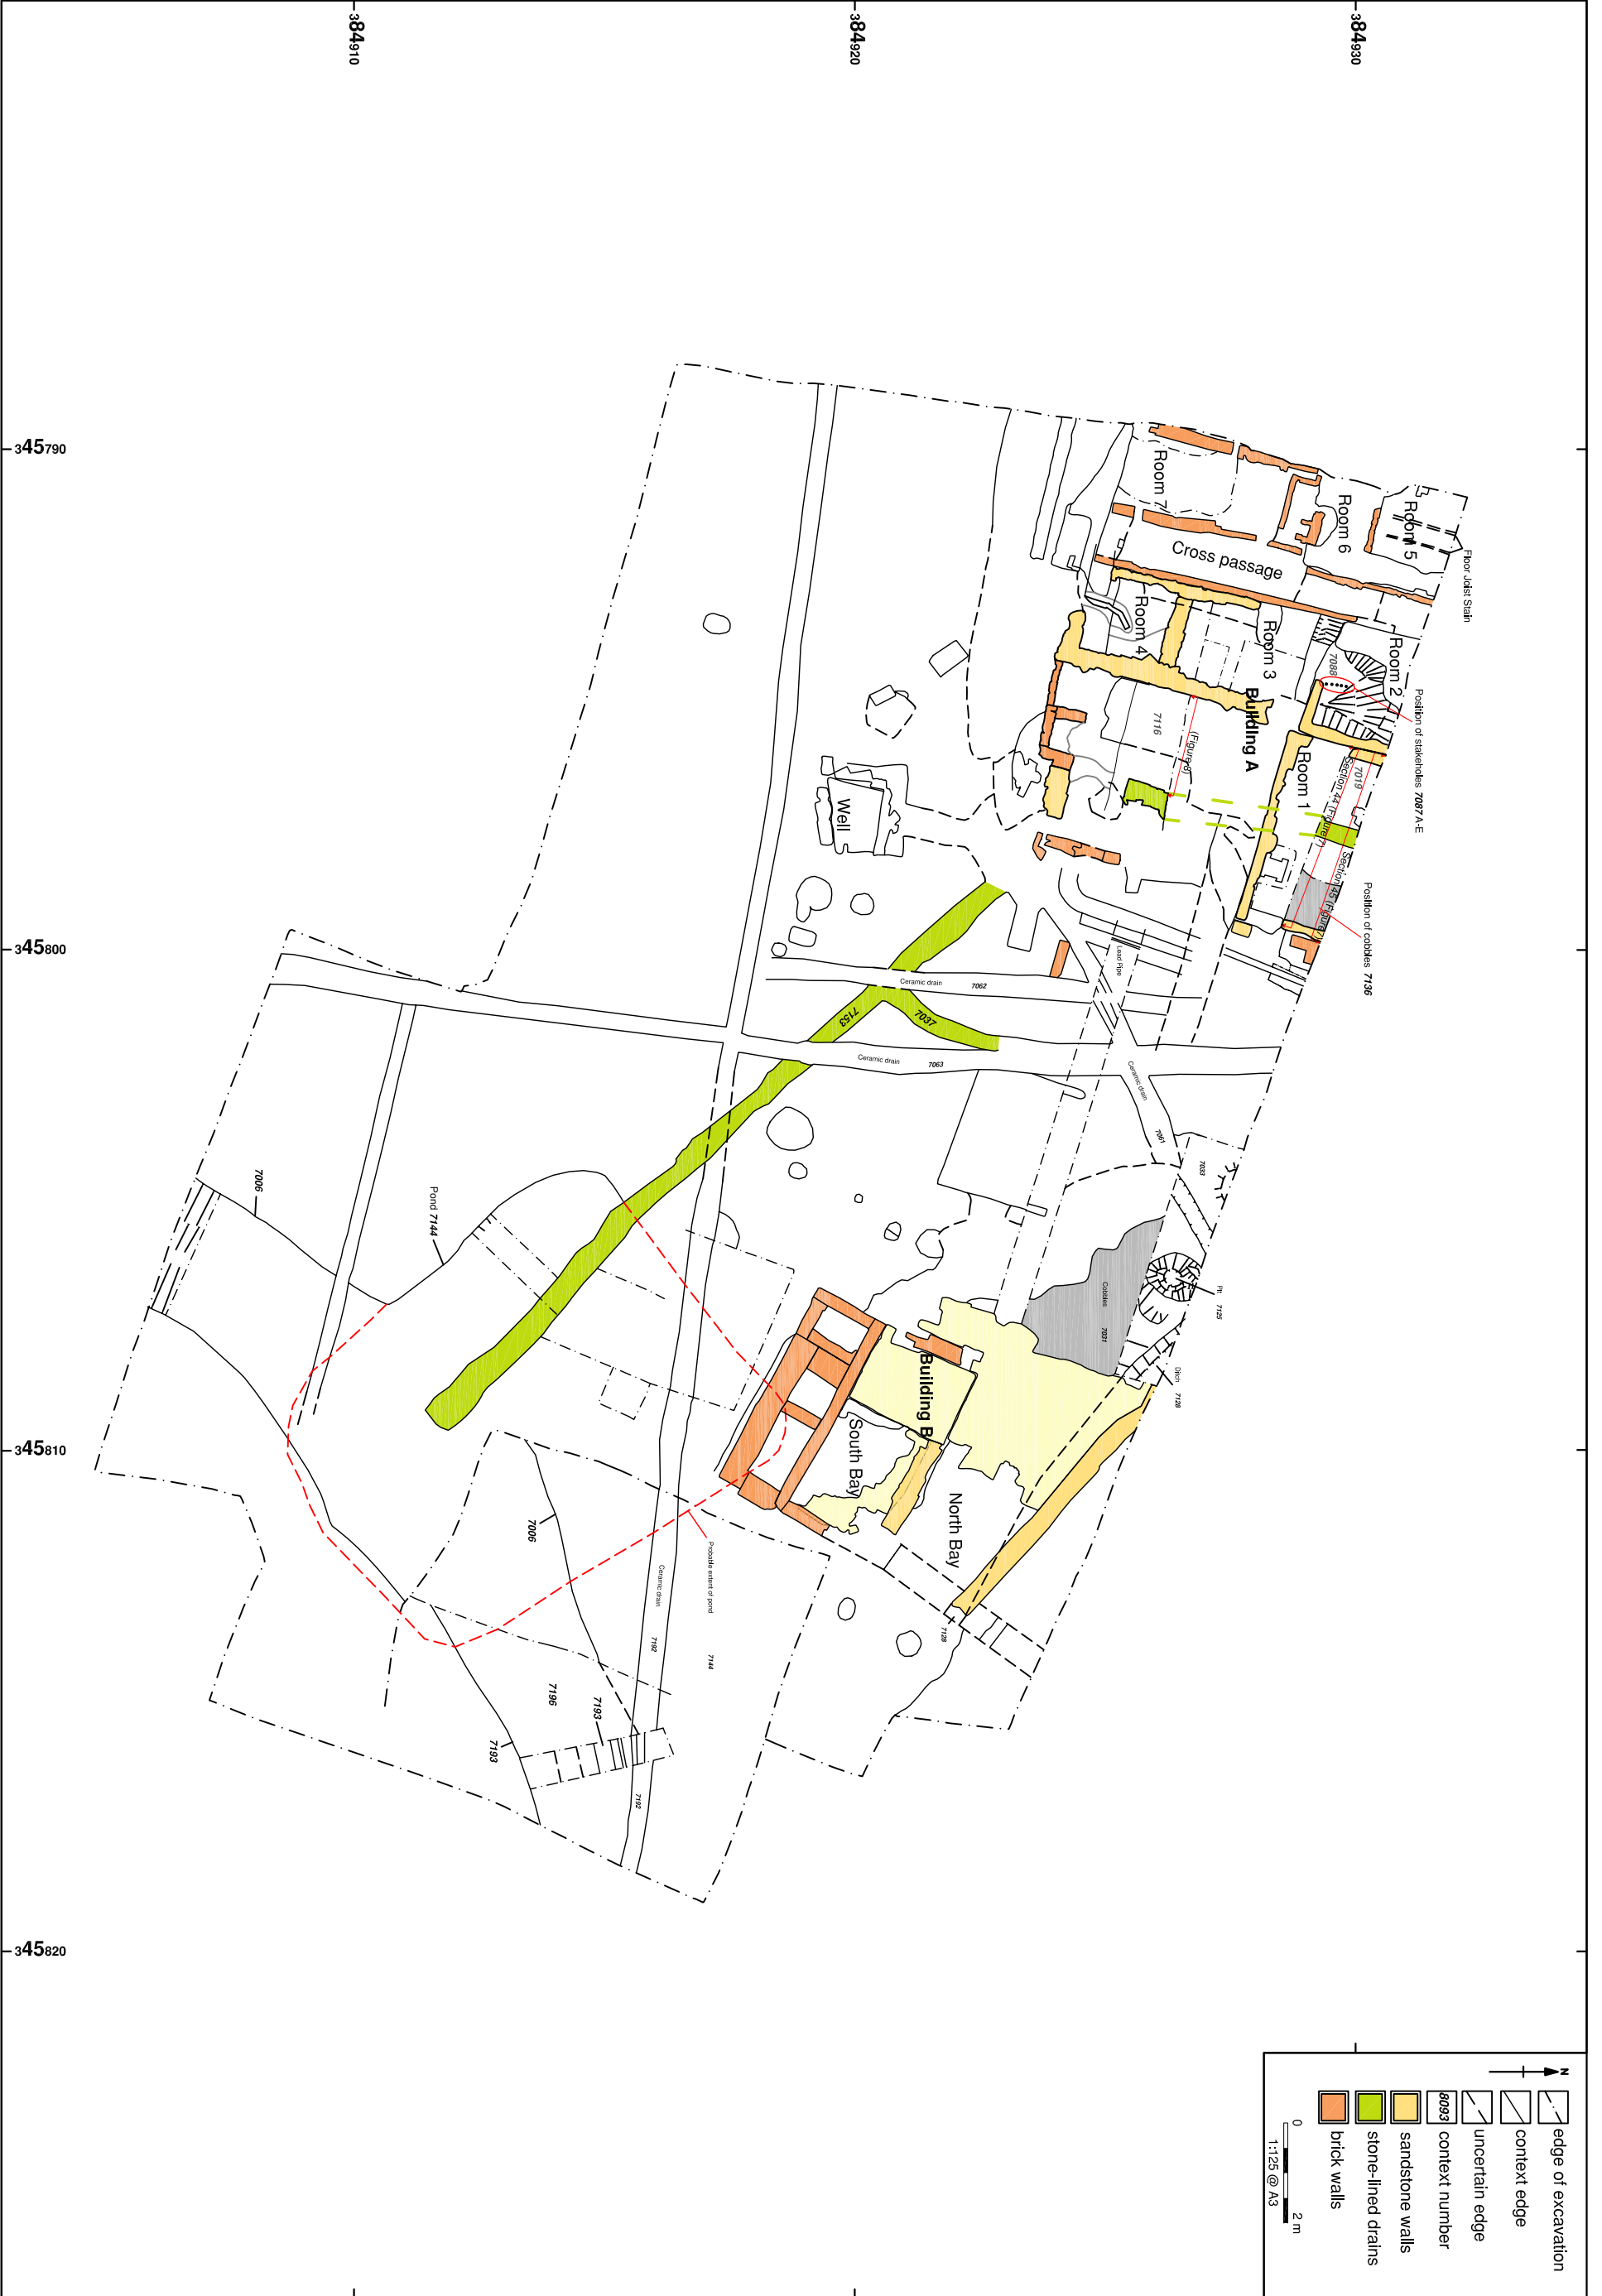 384910
384920
384930
345790
345800
345810
345820
Room 5
Floor Joist Stain
Room 6
Room 7
Cross passage
Room 2
7088
Position of stakeholes 7087 A-E
Room 3
Room 4
Building A
7116
(Figure 8)
Room 1
7019
Section 44 (Figure 7)
Section 45 (Figure 7)
Position of cobbles 7136
Well
Lead Pipe
Ceramic drain 7062
7153
7037
Ceramic drain 7063
Ceramic drain
7061
7033
Pit 7125
Cobbles 7031
Ditch 7128
Building B
South Bay
North Bay
7128
7006
Pond 7144
7006
Probable extent of pond 7144
Ceramic drain 7192
7196
7193
7193
7192
N
edge of excavation
context edge
uncertain edge
8093 context number
sandstone walls
stone-lined drains
brick walls
0 2 m
1:125 @ A3